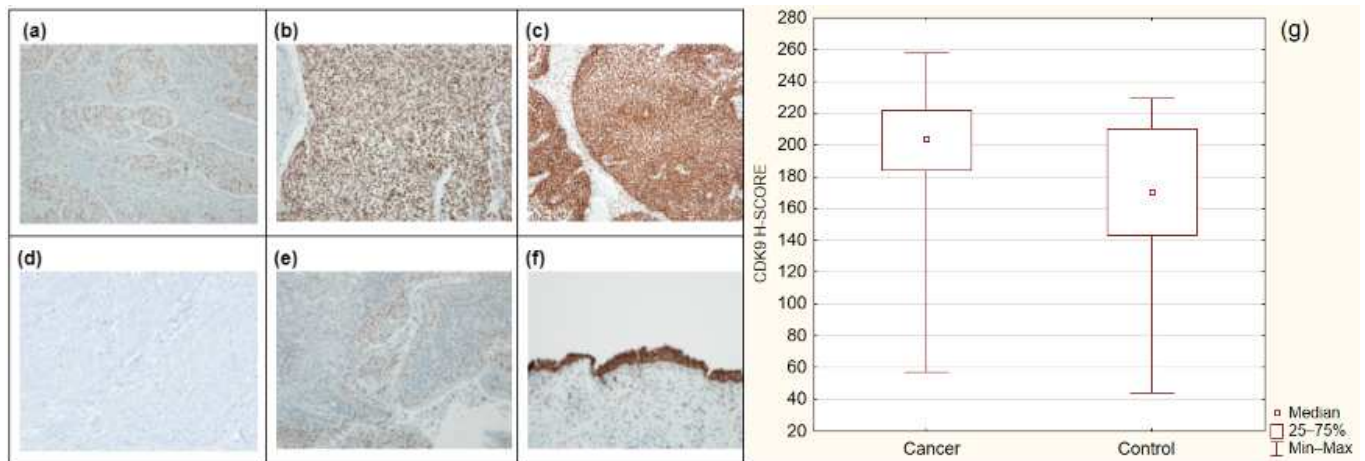 (a)
(b)
(c)
(d)
(e)
(f)
(g)
CDK9 H-SCORE
280
260
240
220
200
180
160
140
120
100
80
60
40
20
Cancer
Control
Median
25–75%
Min–Max